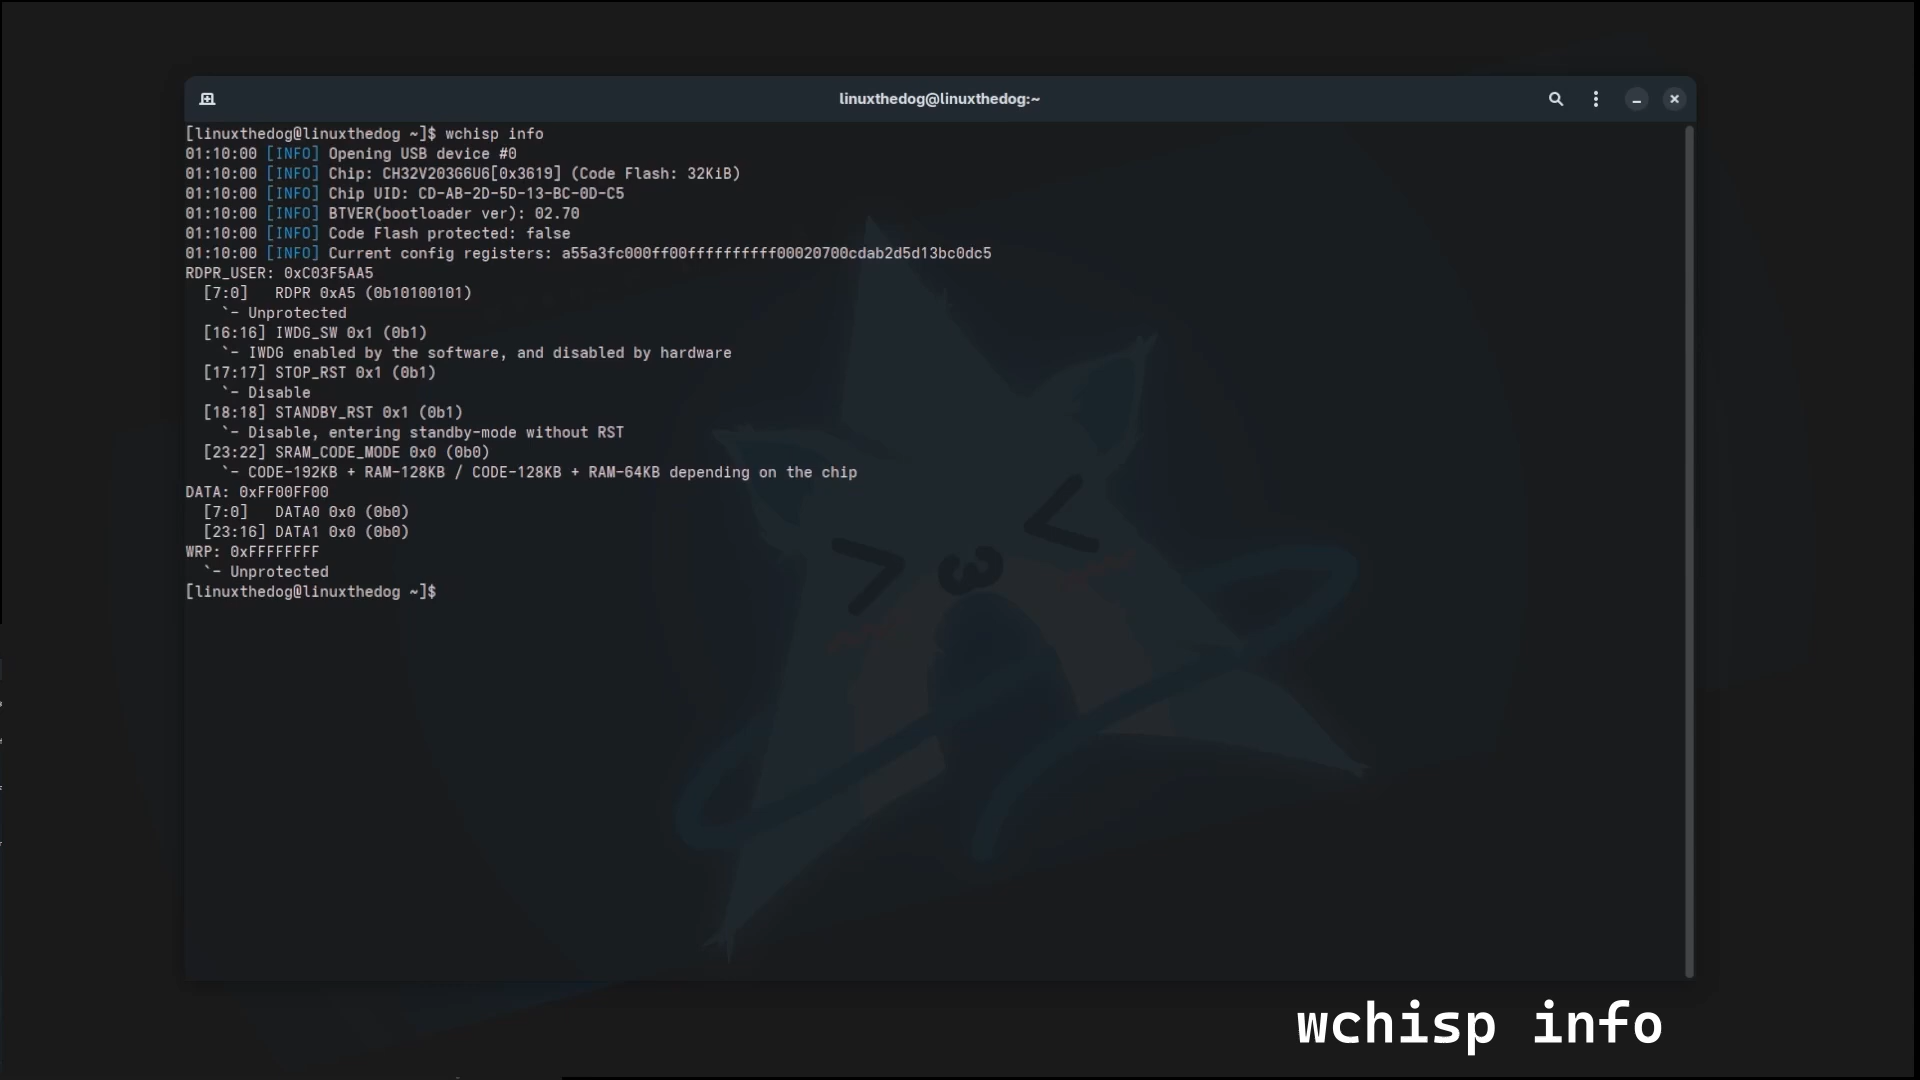 linuxthedog@linuxthedog:~
[linuxthedog@linuxthedog ~]$ wchisp info
01:10:00 [INFO] Opening USB device #0
01:10:00 [INFO] Chip: CH32V203G6U6[0x3619] (Code Flash: 32KiB)
01:10:00 [INFO] Chip UID: CD-AB-2D-5D-13-BC-0D-C5
01:10:00 [INFO] BTVER(bootloader ver): 02.70
01:10:00 [INFO] Code Flash protected: false
01:10:00 [INFO] Current config registers: a55a3fc000ff00ffffffffff00020700cdab2d5d13bc0dc5
RDPR_USER: 0xC03F5AA5
  [7:0]   RDPR 0xA5 (0b10100101)
    `- Unprotected
  [16:16] IWDG_SW 0x1 (0b1)
    `- IWDG enabled by the software, and disabled by hardware
  [17:17] STOP_RST 0x1 (0b1)
    `- Disable
  [18:18] STANDBY_RST 0x1 (0b1)
    `- Disable, entering standby-mode without RST
  [23:22] SRAM_CODE_MODE 0x0 (0b0)
    `- CODE-192KB + RAM-128KB / CODE-128KB + RAM-64KB depending on the chip
DATA: 0xFF00FF00
  [7:0]   DATA0 0x0 (0b0)
  [23:16] DATA1 0x0 (0b0)
WRP: 0xFFFFFFFF
  `- Unprotected
[linuxthedog@linuxthedog ~]$
> ω <
wchisp info